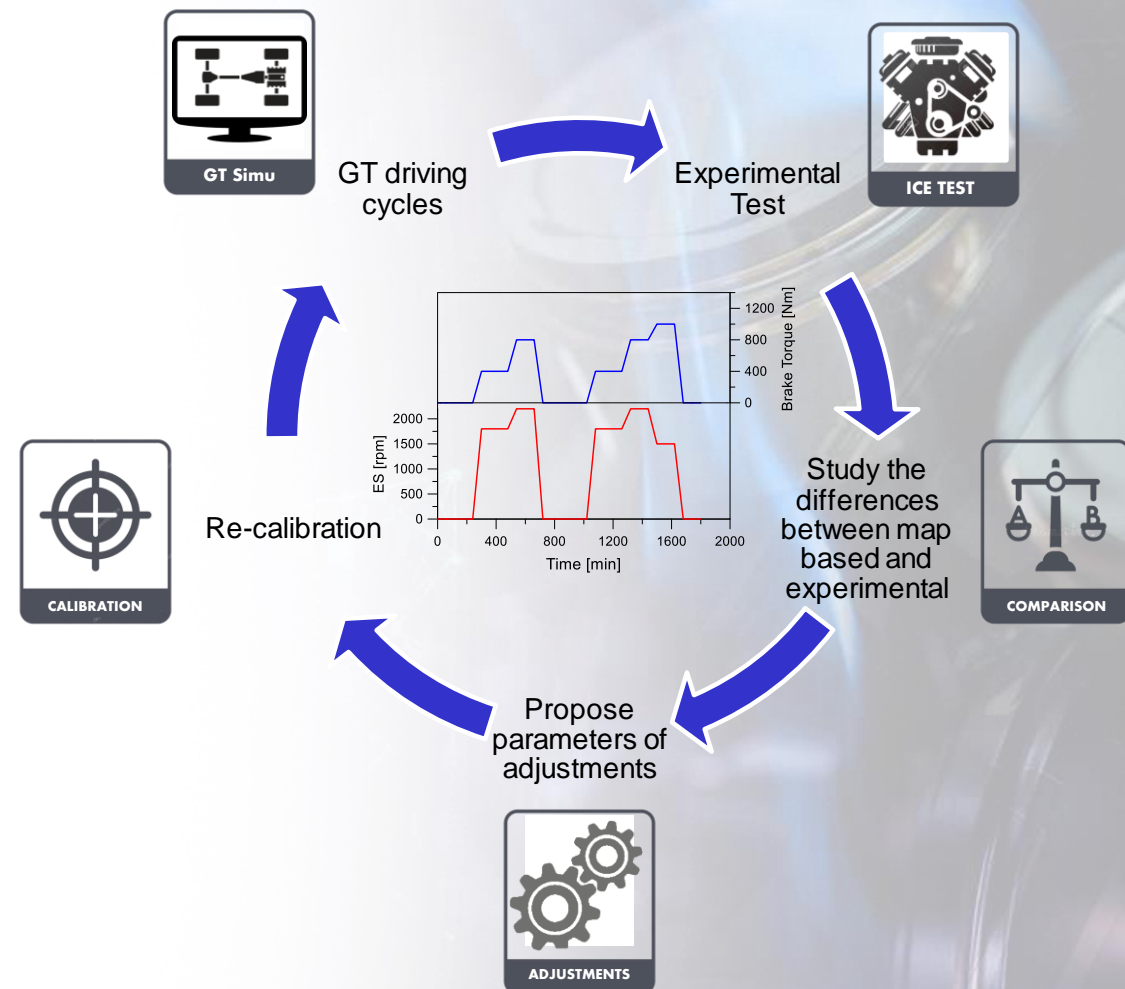 GT Simu
GT driving
cycles
Experimental
Test
ICE TEST
1200
800
400
0
Brake Torque [Nm]
2000
1500
1000
500
0
ES [rpm]
0 400 800 1200 1600 2000
Time [min]
Study the
differences
between map
based and
experimental
A B
COMPARISON
Re-calibration
CALIBRATION
Propose
parameters of
adjustments
ADJUSTMENTS